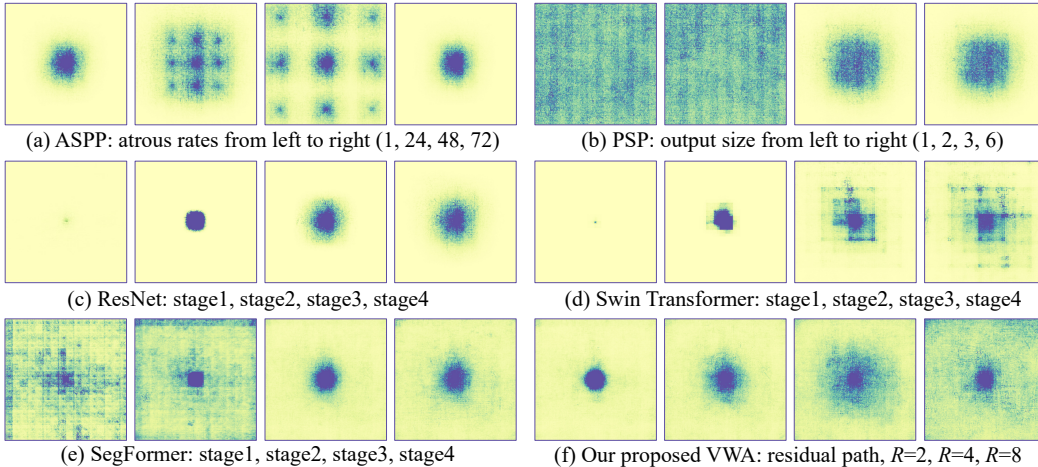 (a) ASPP: atrous rates from left to right (1, 24, 48, 72)
(b) PSP: output size from left to right (1, 2, 3, 6)
(c) ResNet: stage1, stage2, stage3, stage4
(d) Swin Transformer: stage1, stage2, stage3, stage4
(e) SegFormer: stage1, stage2, stage3, stage4
(f) Our proposed VWA: residual path, R=2, R=4, R=8